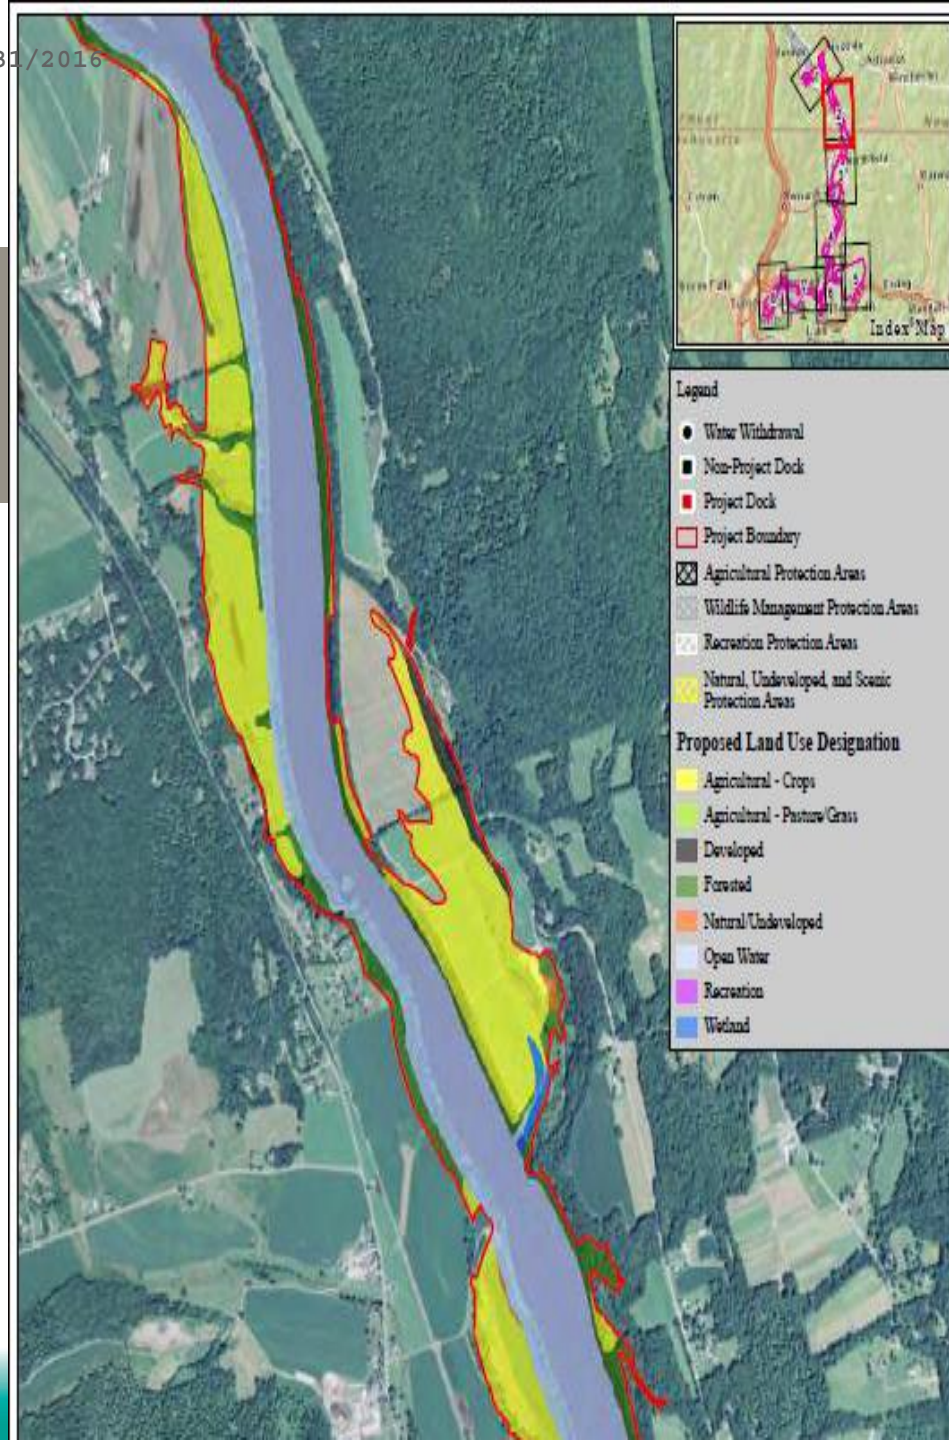 31/2016
Index Map
Legend
Water Withdrawal
Non-Project Dock
Project Dock
Project Boundary
Agricultural Protection Areas
Wildlife Management Protection Areas
Recreation Protection Areas
Natural, Undeveloped, and Scenic
Protection Areas
Proposed Land Use Designation
Agricultural - Crops
Agricultural - Pasture/Grass
Developed
Forested
Natural/Undeveloped
Open Water
Recreation
Wetland